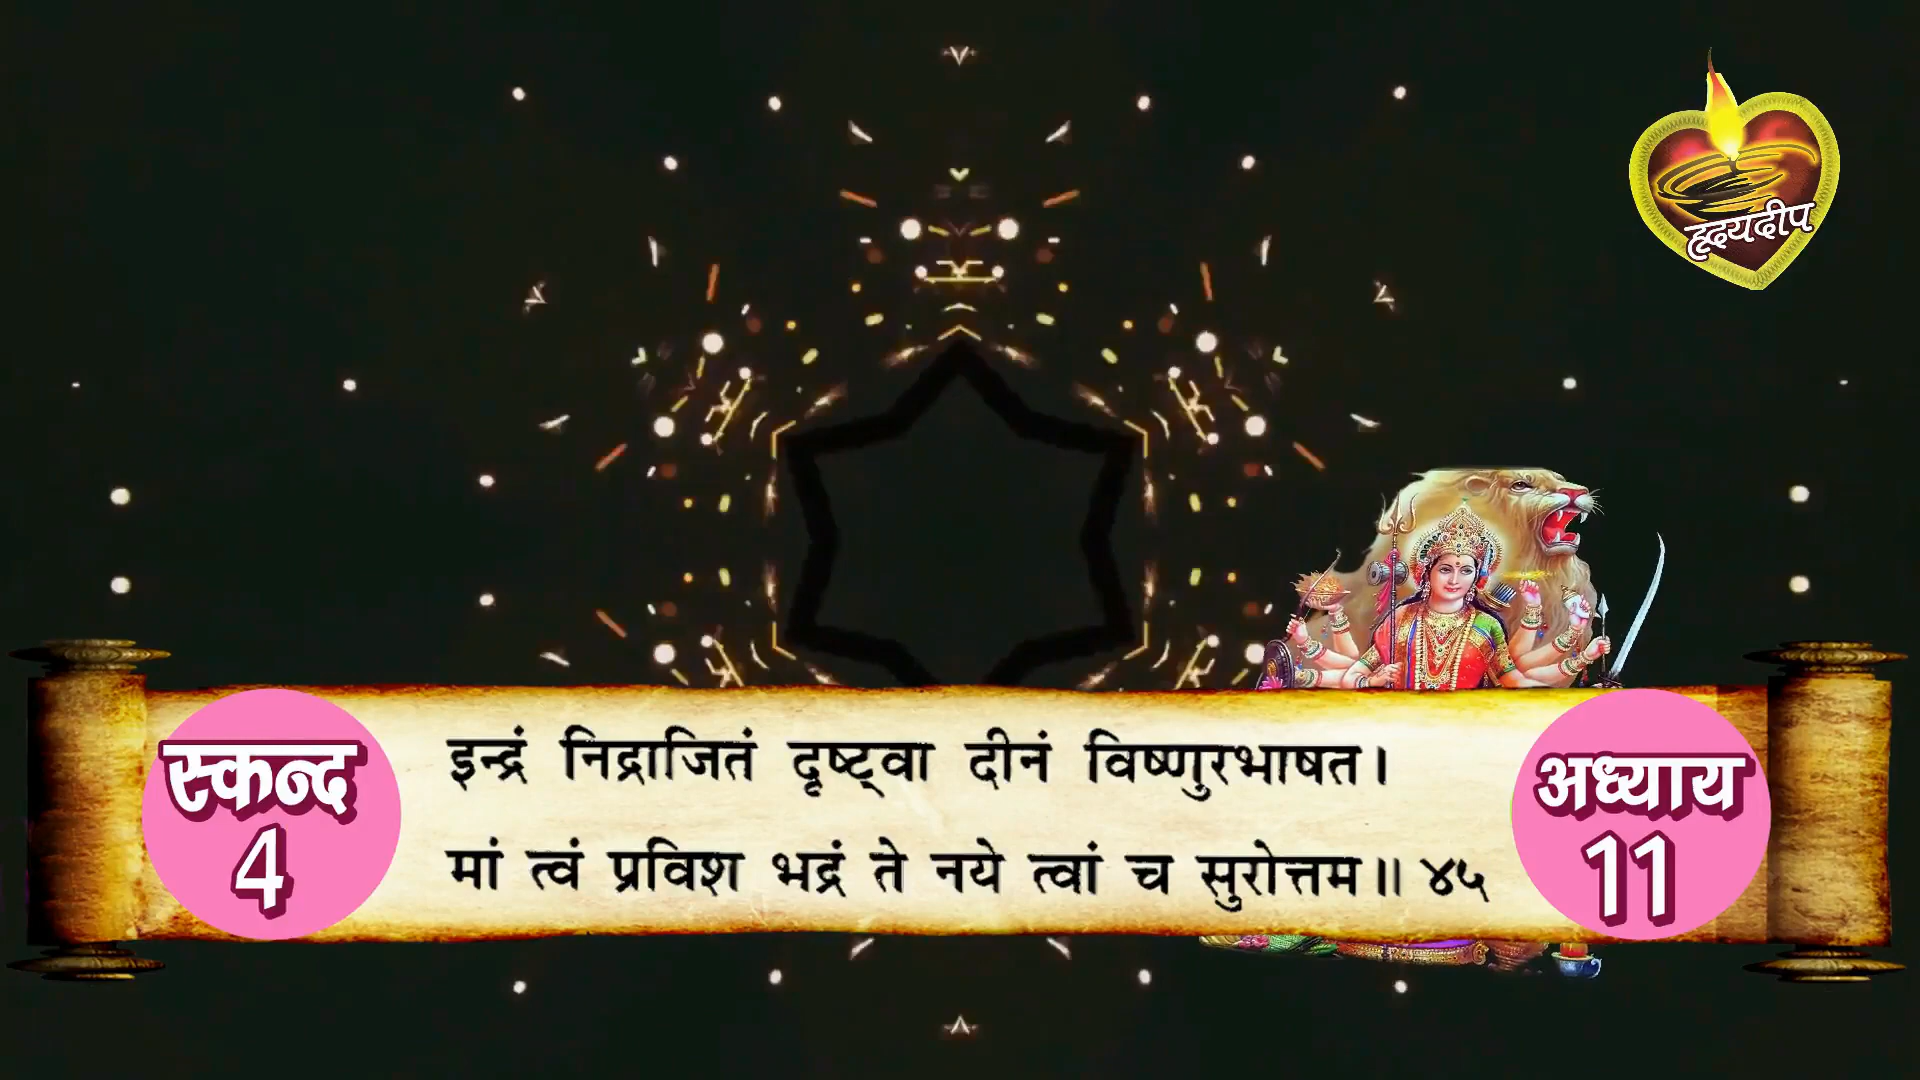 हृदयदीप
स्कन्द
4
इन्द्रं निद्राजितं दृष्ट्वा दीनं विष्णुरभाषत।
मां त्वं प्रविश भद्रं ते नये त्वां च सुरोत्तम॥ ४५
अध्याय
11